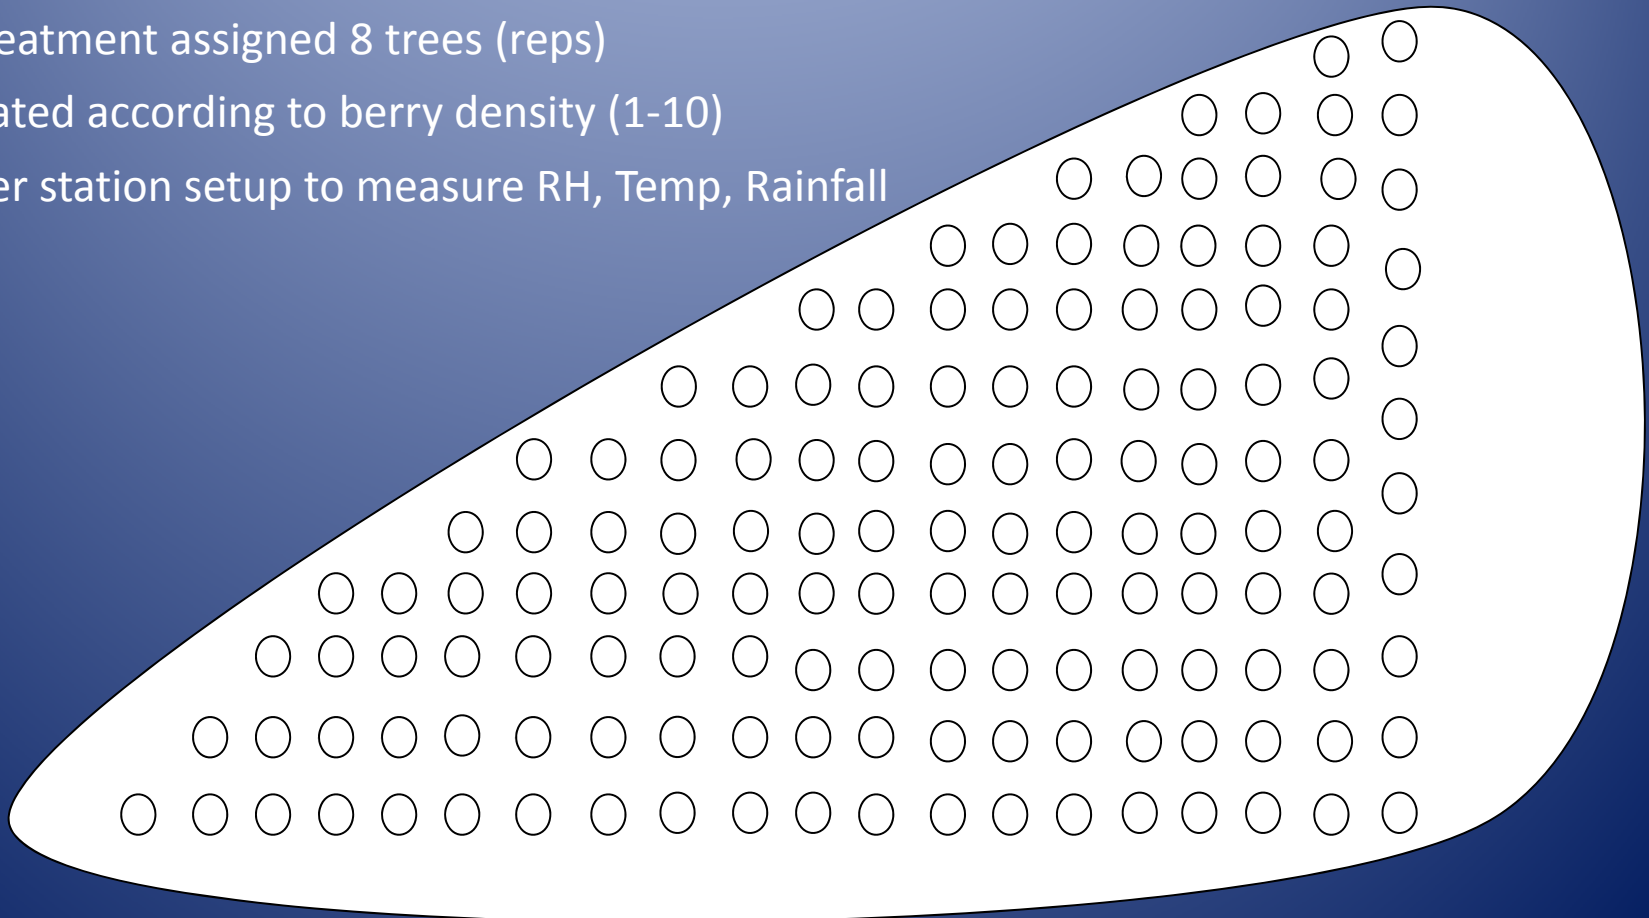 eatment assigned 8 trees (reps)
ated according to berry density (1-10)
er station setup to measure RH, Temp, Rainfall